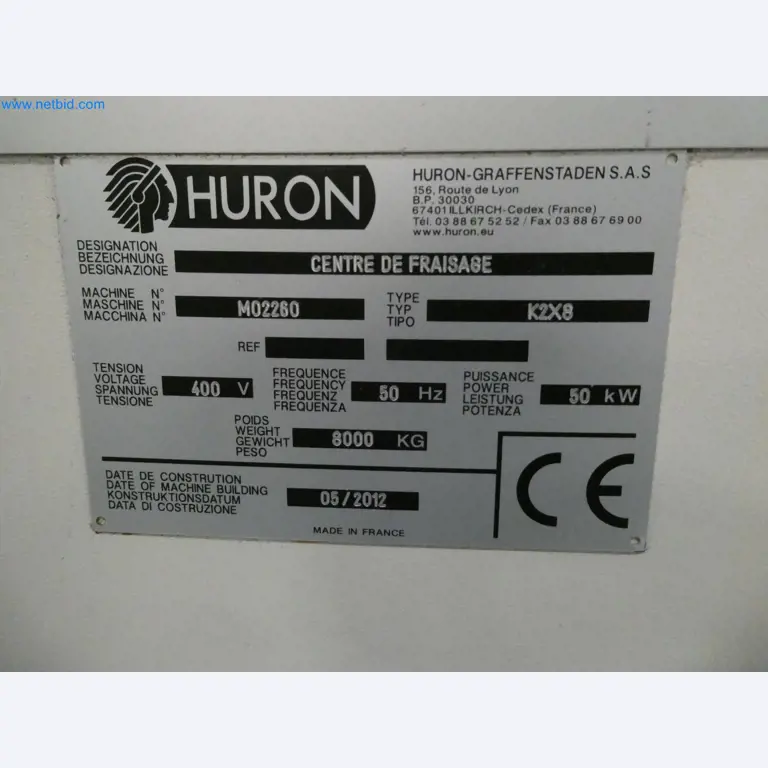 www.netbid.com
HURON
HURON-GRAFFENSTADEN S.A.S
156, Route de Lyon
B.P. 30030
67401 ILLKIRCH-Cedex (France)
Tél. 03 88 67 52 52 / Fax 03 88 67 69 00
www.huron.eu
DESIGNATION
BEZEICHNUNG
DESIGNAZIONE
CENTRE DE FRAISAGE
MACHINE N°
MASCHINE N°
MACCHINA N°
M02260
TYPE
TYP
TIPO
K2X8
REF
TENSION
VOLTAGE
SPANNUNG
TENSIONE
400 V
FREQUENCE
FREQUENCY
FREQUENZ
FREQUENZA
50 Hz
PUISSANCE
POWER
LEISTUNG
POTENZA
50 kW
POIDS
WEIGHT
GEWICHT
PESO
8000 KG
DATE DE CONSTRUTION
DATE OF MACHINE BUILDING
KONSTRUKTIONSDATUM
DATA DI COSTRUZIONE
05/2012
CE
MADE IN FRANCE